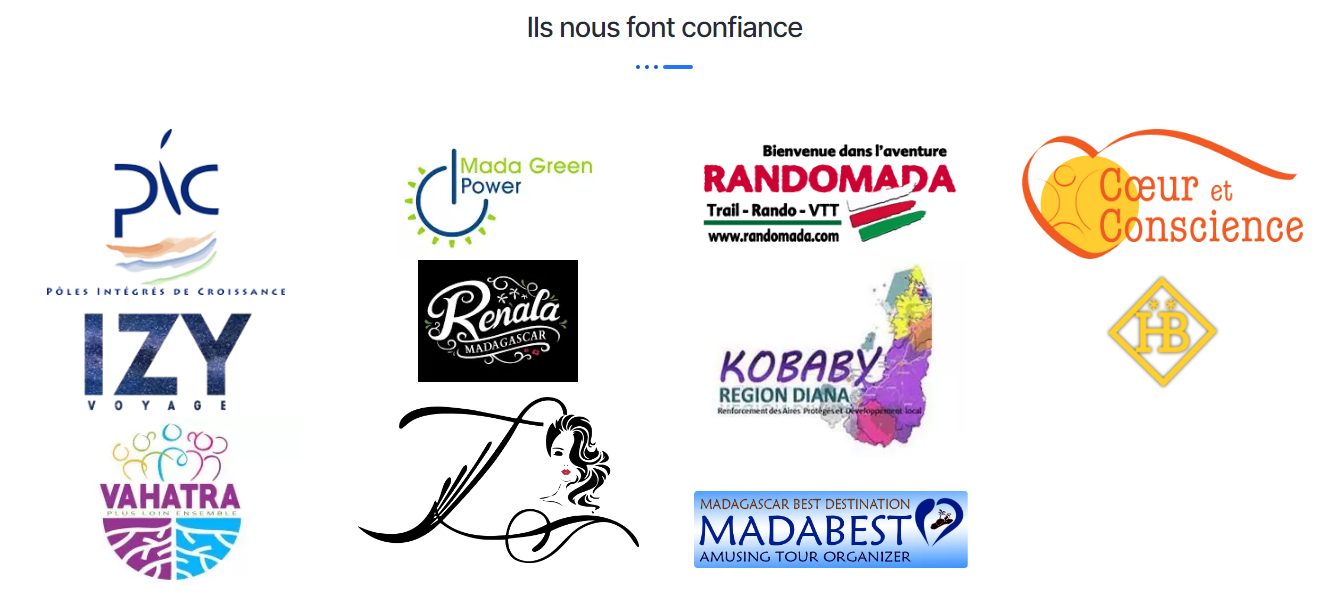 Ils nous font confiance
pic
PÔLES INTÉGRÉS DE CROISSANCE
Mada Green
Power
Bienvenue dans l'aventure
RANDOMADA
Trail - Rando - VTT
www.randomada.com
Cœur et
Conscience
IZY
VOYAGE
Renala
MADAGASCAR
KOBABY
REGION DIANA
Renforcement des Aires Protégés et Développement local
HB
VAHATRA
PLUS LOIN ENSEMBLE
MADAGASCAR BEST DESTINATION
MADABEST
AMUSING TOUR ORGANIZER